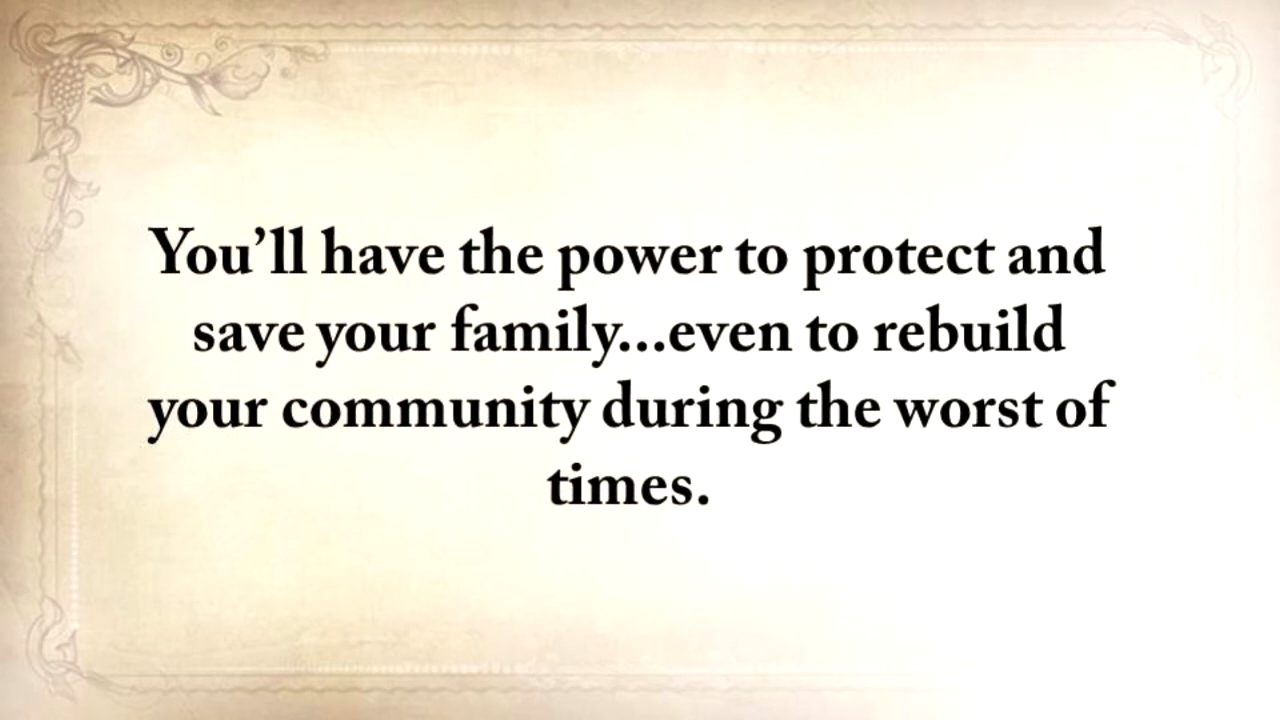 You’ll have the power to protect and
save your family...even to rebuild
your community during the worst of
times.